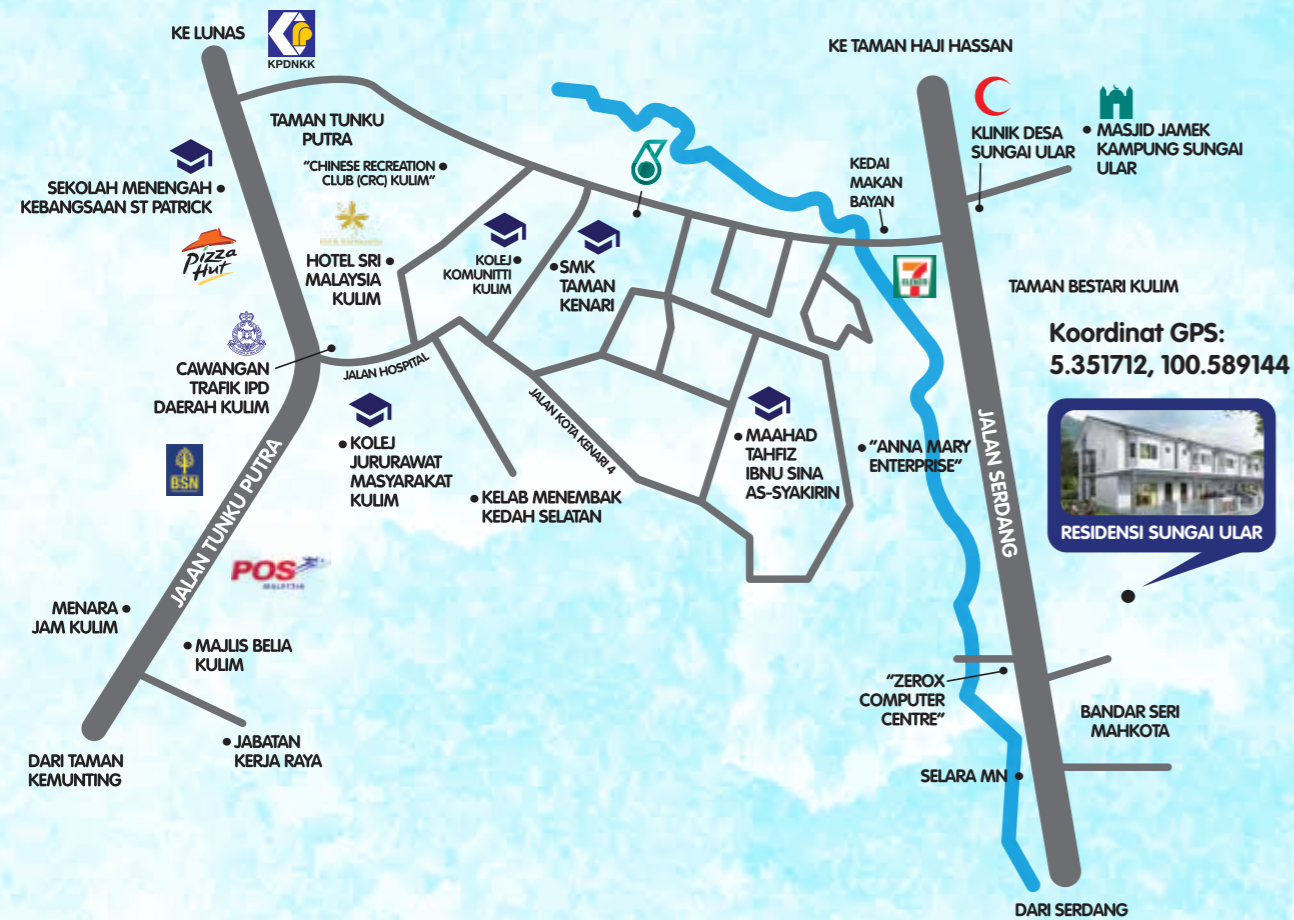 KE LUNAS
KPDNKK
KE TAMAN HAJI HASSAN
TAMAN TUNKU
PUTRA
"CHINESE RECREATION
CLUB (CRC) KULIM"
SEKOLAH MENENGAH
KEBANGSAAN ST PATRICK
Pizza
Hut
HOTEL SRI
MALAYSIA
KULIM
KOLEJ
KOMUNITTI
KULIM
SMK
TAMAN
KENARI
KEDAI
MAKAN
BAYAN
KLINIK DESA
SUNGAI ULAR
MASJID JAMEK
KAMPUNG SUNGAI
ULAR
7
ELEVEN
TAMAN BESTARI KULIM
Koordinat GPS:
5.351712, 100.589144
RESIDENSI SUNGAI ULAR
CAWANGAN
TRAFIK IPD
DAERAH KULIM
JALAN HOSPITAL
JALAN KOTA KENARI 4
KOLEJ
JURURAWAT
MASYARAKAT
KULIM
KELAB MENEMBAK
KEDAH SELATAN
MAAHAD
TAHFIZ
IBNU SINA
AS-SYAKIRIN
"ANNA MARY
ENTERPRISE"
JALAN SERDANG
BSN
JALAN TUNKU PUTRA
POS
MALAYSIA
MENARA
JAM KULIM
MAJLIS BELIA
KULIM
JABATAN
KERJA RAYA
DARI TAMAN
KEMUNTING
"ZEROX
COMPUTER
CENTRE"
BANDAR SERI
MAHKOTA
SELARA MN
DARI SERDANG